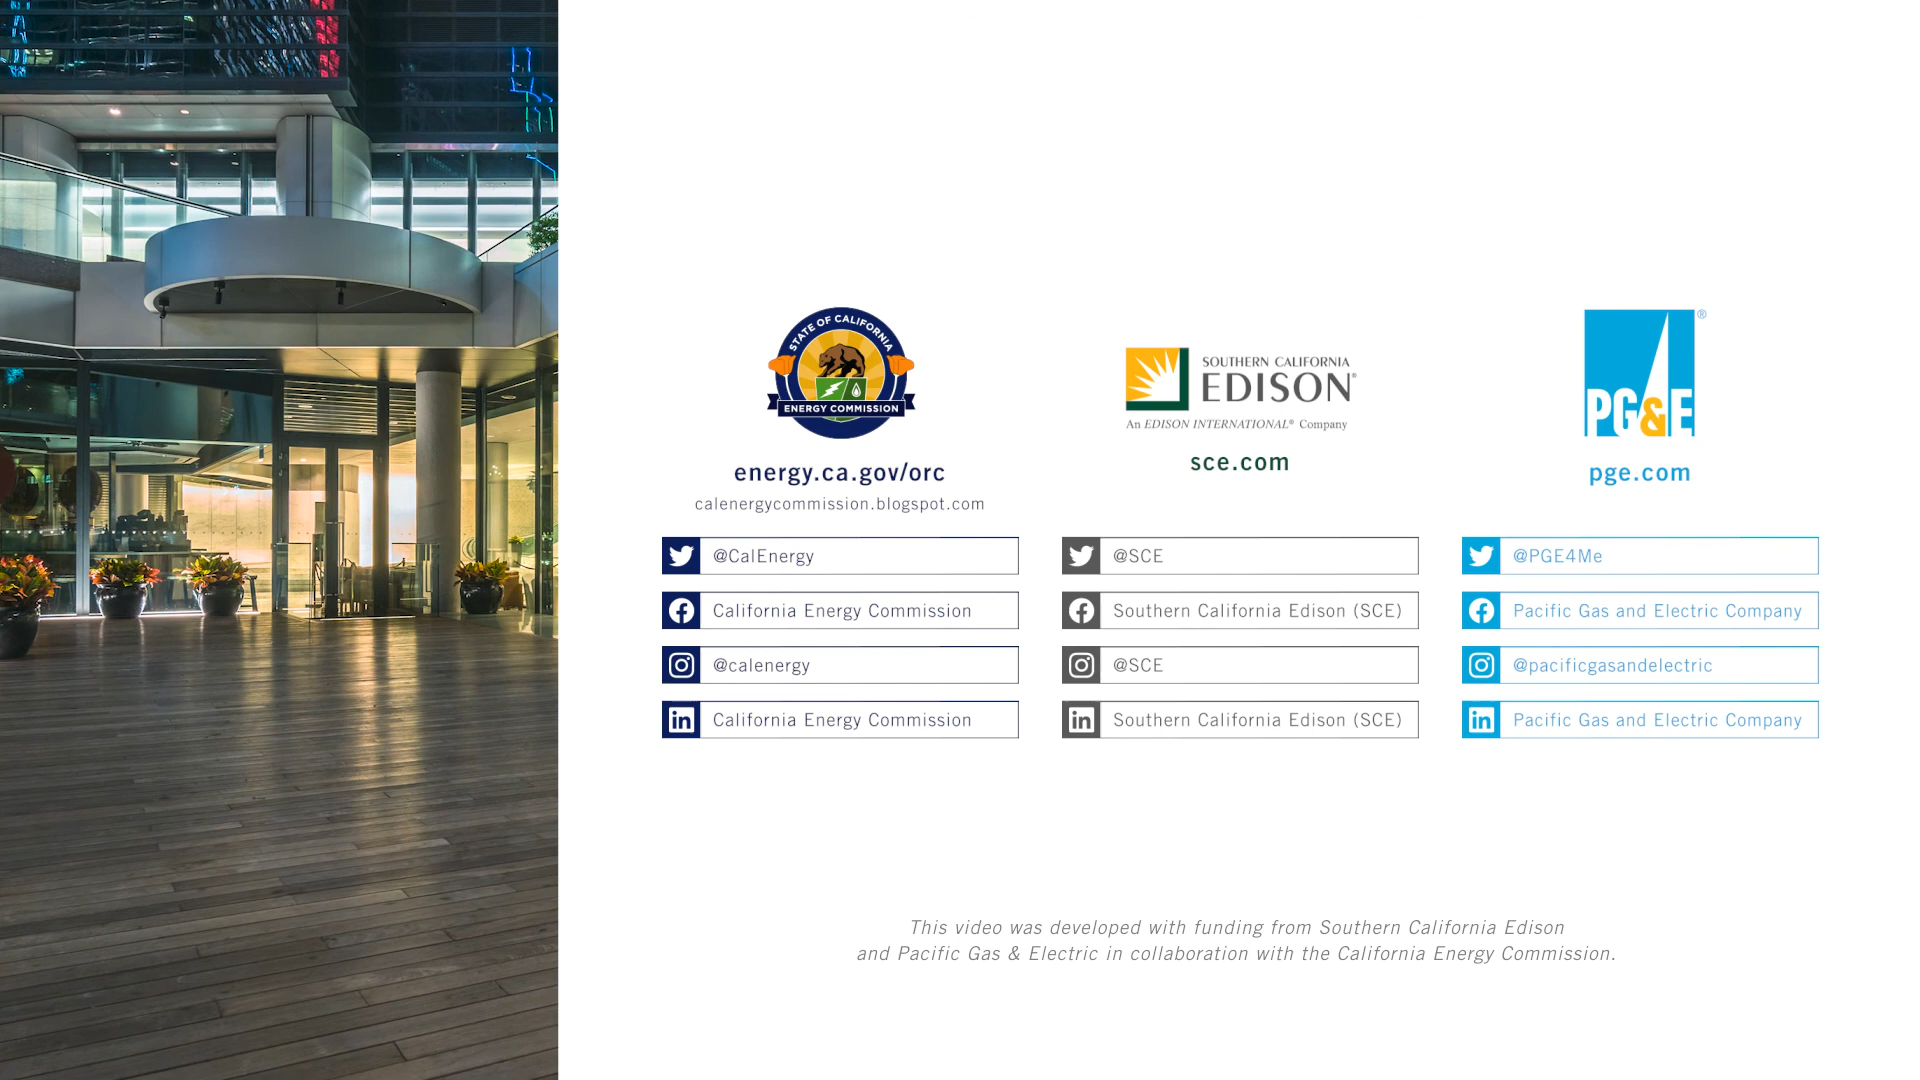 STATE OF CALIFORNIA
ENERGY COMMISSION
energy.ca.gov/orc
calenergycommission.blogspot.com
@CalEnergy
California Energy Commission
@calenergy
California Energy Commission
SOUTHERN CALIFORNIA
EDISON®
An EDISON INTERNATIONAL® Company
sce.com
@SCE
Southern California Edison (SCE)
@SCE
Southern California Edison (SCE)
PG&E ®
pge.com
@PGE4Me
Pacific Gas and Electric Company
@pacificgasandelectric
Pacific Gas and Electric Company
This video was developed with funding from Southern California Edison
and Pacific Gas & Electric in collaboration with the California Energy Commission.